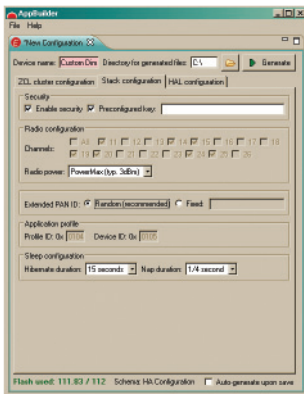 AppBuilder
File Help
*New Configuration
Device name: Custom Dim Directory for generated files: C:\ Generate
ZCL cluster configuration Stack configuration HAL configuration
Security
Enable security Preconfigured key:
Radio configuration
Channels: All 11 12 13 14 15 16 17 18
19 20 21 22 23 24 25 26
Radio power: PowerMax (typ. 3dBm)
Extended PAN ID: Random (recommended) Fixed:
Application profile
Profile ID: 0x 0104 Device ID: 0x 0105
Sleep configuration
Hibernate duration: 15 seconds Nap duration: 1/4 second
Flash used: 111.83 / 112 Schema: HA Configuration Auto-generate upon save